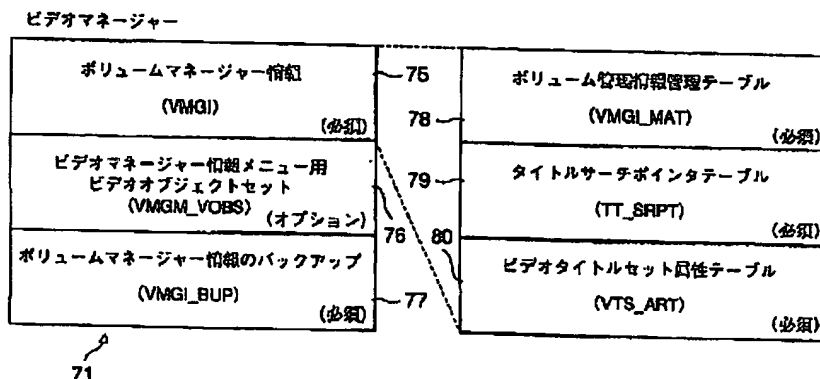 ビデオマネージャー
ボリュームマネージャー情報
(VMGI)
(必須)
75
ビデオマネージャー情報メニュー用
ビデオオブジェクトセット
(VMGM_VOBS)
(オプション)
76
ボリュームマネージャー情報のバックアップ
(VMGI_BUP)
(必須)
77
71
ボリューム管理情報管理テーブル
78
(VMGI_MAT)
(必須)
79
タイトルサーチポインタテーブル
(TT_SRPT)
(必須)
80
ビデオタイトルセット属性テーブル
(VTS_ART)
(必須)